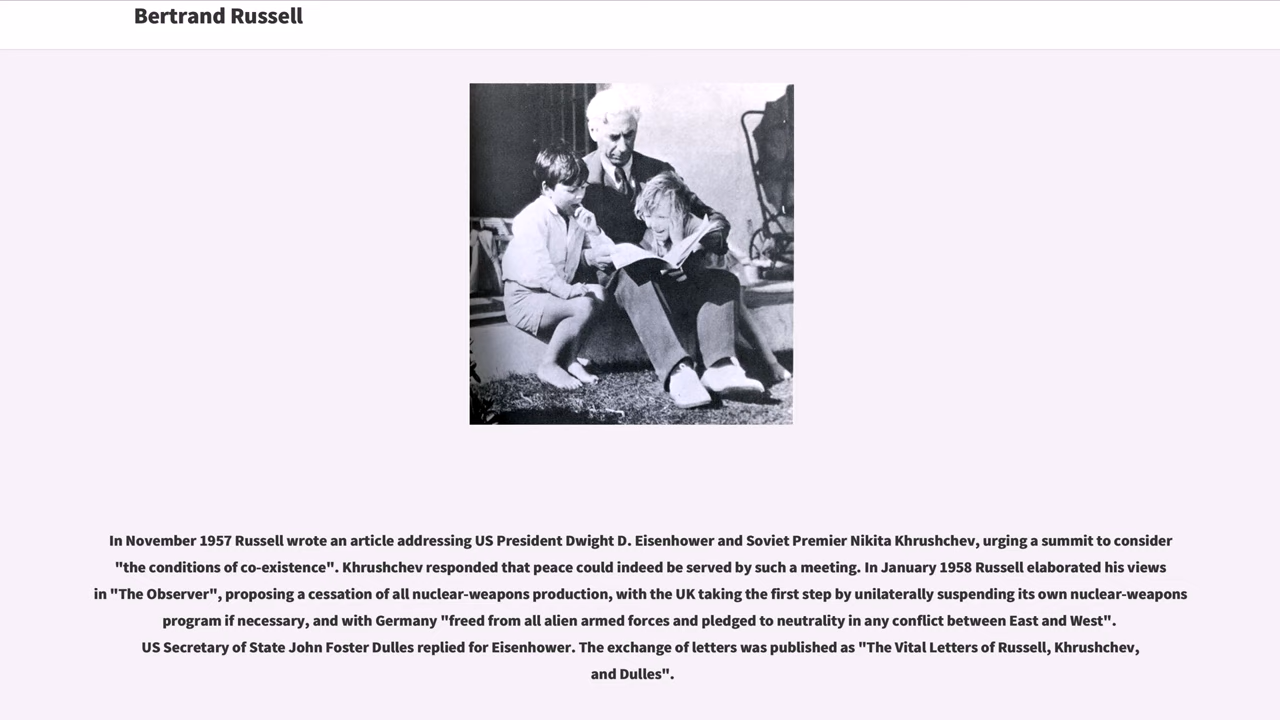 Bertrand Russell
In November 1957 Russell wrote an article addressing US President Dwight D. Eisenhower and Soviet Premier Nikita Khrushchev, urging a summit to consider
"the conditions of co-existence". Khrushchev responded that peace could indeed be served by such a meeting. In January 1958 Russell elaborated his views
in "The Observer", proposing a cessation of all nuclear-weapons production, with the UK taking the first step by unilaterally suspending its own nuclear-weapons
program if necessary, and with Germany "freed from all alien armed forces and pledged to neutrality in any conflict between East and West".
US Secretary of State John Foster Dulles replied for Eisenhower. The exchange of letters was published as "The Vital Letters of Russell, Khrushchev,
and Dulles".